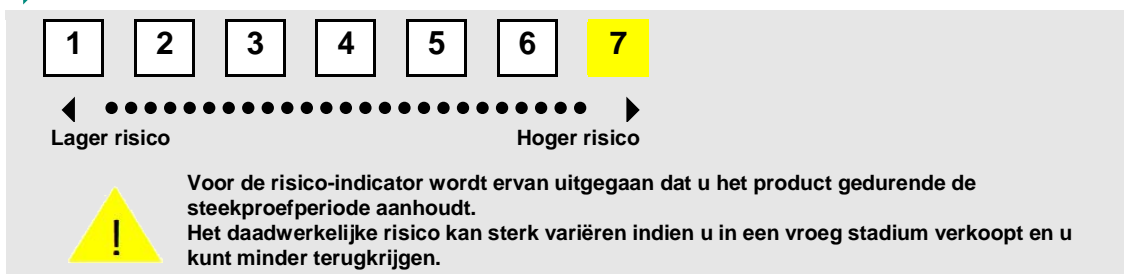 1 2 3 4 5 6 7
Lager risico Hoger risico
! Voor de risico-indicator wordt ervan uitgegaan dat u het product gedurende de
steekproefperiode aanhoudt.
Het daadwerkelijke risico kan sterk variëren indien u in een vroeg stadium verkoopt en u
kunt minder terugkrijgen.